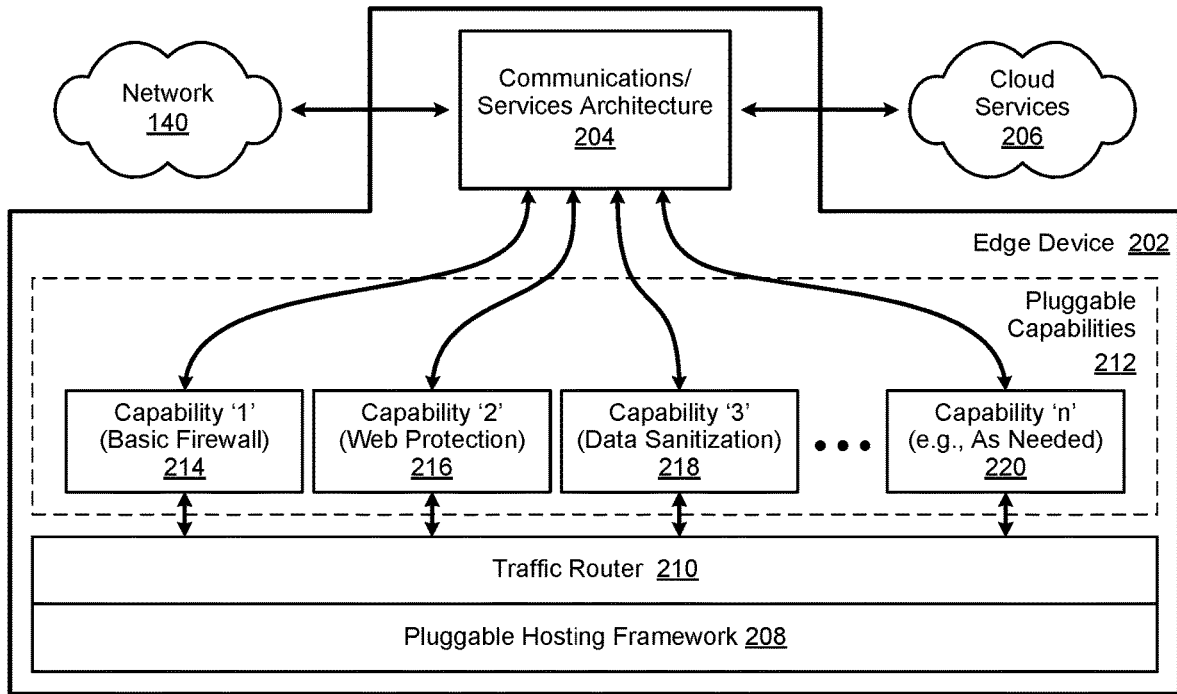 Network
140
Communications/
Services Architecture
204
Cloud
Services
206
Edge Device 202
Pluggable
Capabilities
212
Capability ‘1’
(Basic Firewall)
214
Capability ‘2’
(Web Protection)
216
Capability ‘3’
(Data Sanitization)
218
Capability ‘n’
(e.g., As Needed)
220
Traffic Router 210
Pluggable Hosting Framework 208